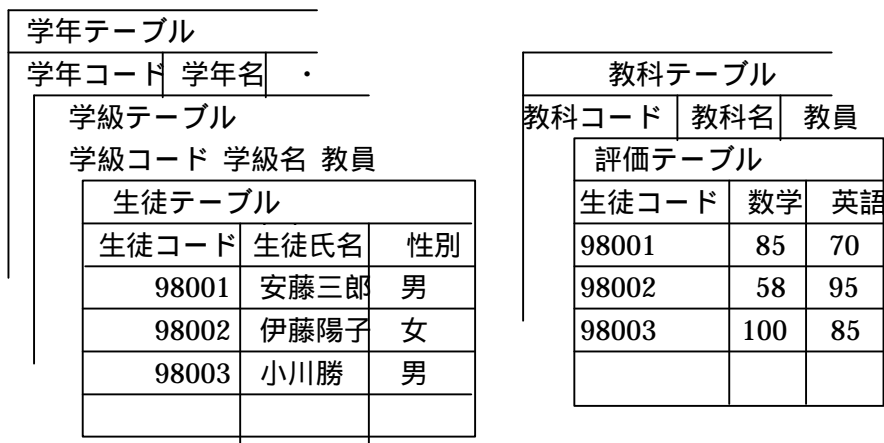 学年テーブル
学年コード 学年名 ・
学級テーブル
学級コード 学級名 教員
生徒テーブル
生徒コード 生徒氏名 性別
98001 安藤三郎 男
98002 伊藤陽子 女
98003 小川勝 男
教科テーブル
教科コード 教科名 教員
評価テーブル
生徒コード 数学 英語
98001 85 70
98002 58 95
98003 100 85